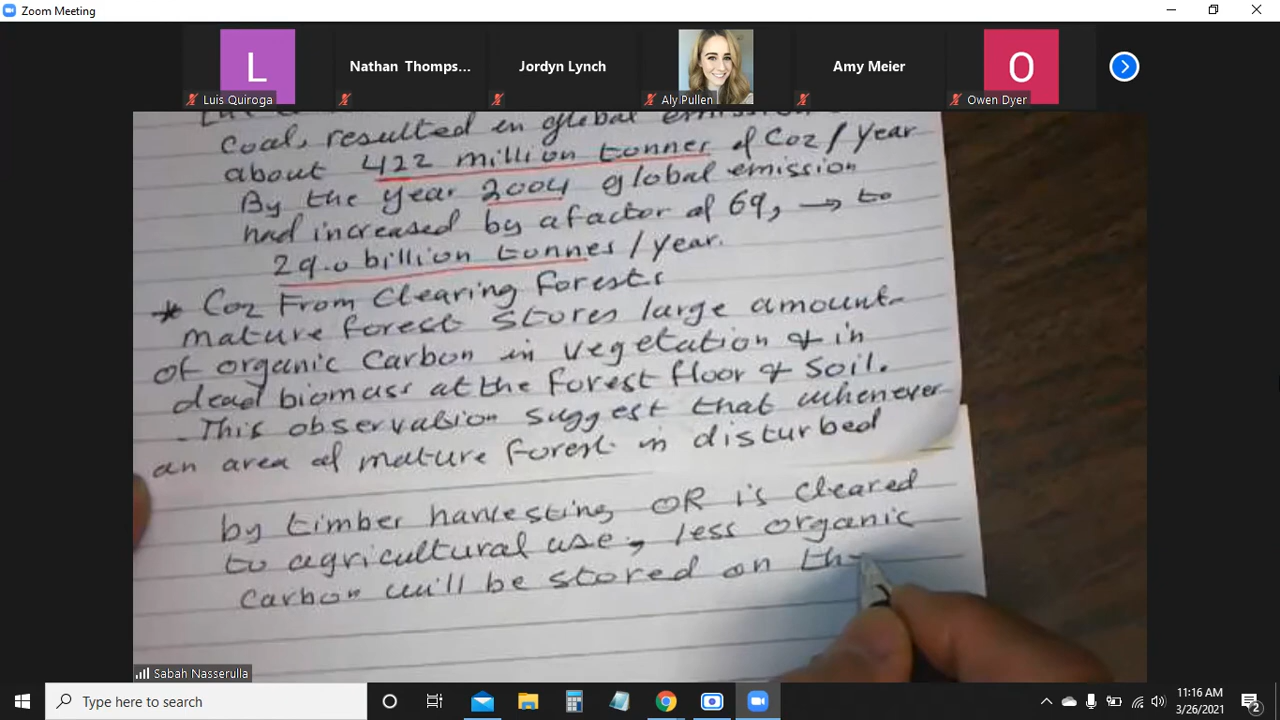 Zoom Meeting
L
Luis Quiroga
Nathan Thomps...
Jordyn Lynch
Aly Pullen
Amy Meier
O
Owen Dyer
Coal, resulted in global emission
about 422 million tonner of Co2 / Year
By the year 2004 global emission
had increased by a factor of 69, → to
29.0 billion tonnes / Year.
* Co2 From Clearing Forests
mature forest stores large amount
of organic Carbon in vegetation & in
dead biomass at the forest floor & Soil.
- This observation suggest that whenever
an area of mature forest is disturbed
by timber harvesting OR is cleared
to agricultural use, less organic
Carbon will be stored on the
Sabah Nasserulla
Type here to search
11:16 AM
3/26/2021
2